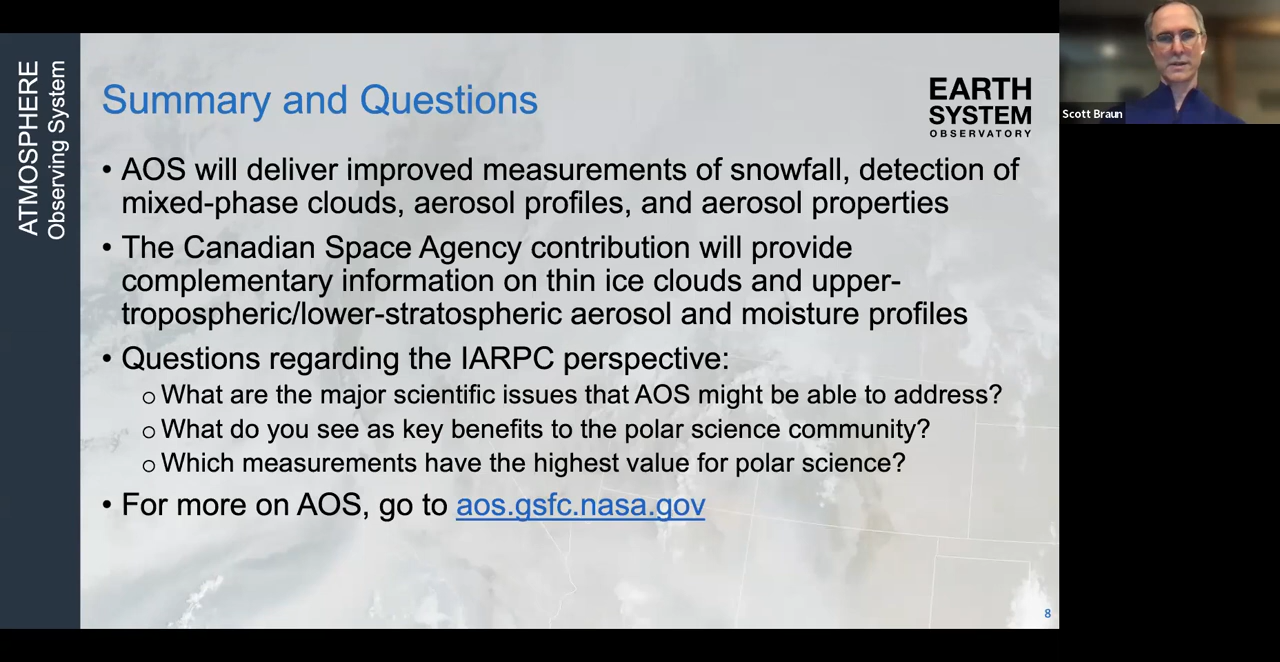 ATMOSPHERE
Observing System
Summary and Questions
EARTH
SYSTEM
OBSERVATORY
• AOS will deliver improved measurements of snowfall, detection of
mixed-phase clouds, aerosol profiles, and aerosol properties
• The Canadian Space Agency contribution will provide
complementary information on thin ice clouds and upper-
tropospheric/lower-stratospheric aerosol and moisture profiles
• Questions regarding the IARPC perspective:
o What are the major scientific issues that AOS might be able to address?
o What do you see as key benefits to the polar science community?
o Which measurements have the highest value for polar science?
• For more on AOS, go to aos.gsfc.nasa.gov
8
Scott Braun